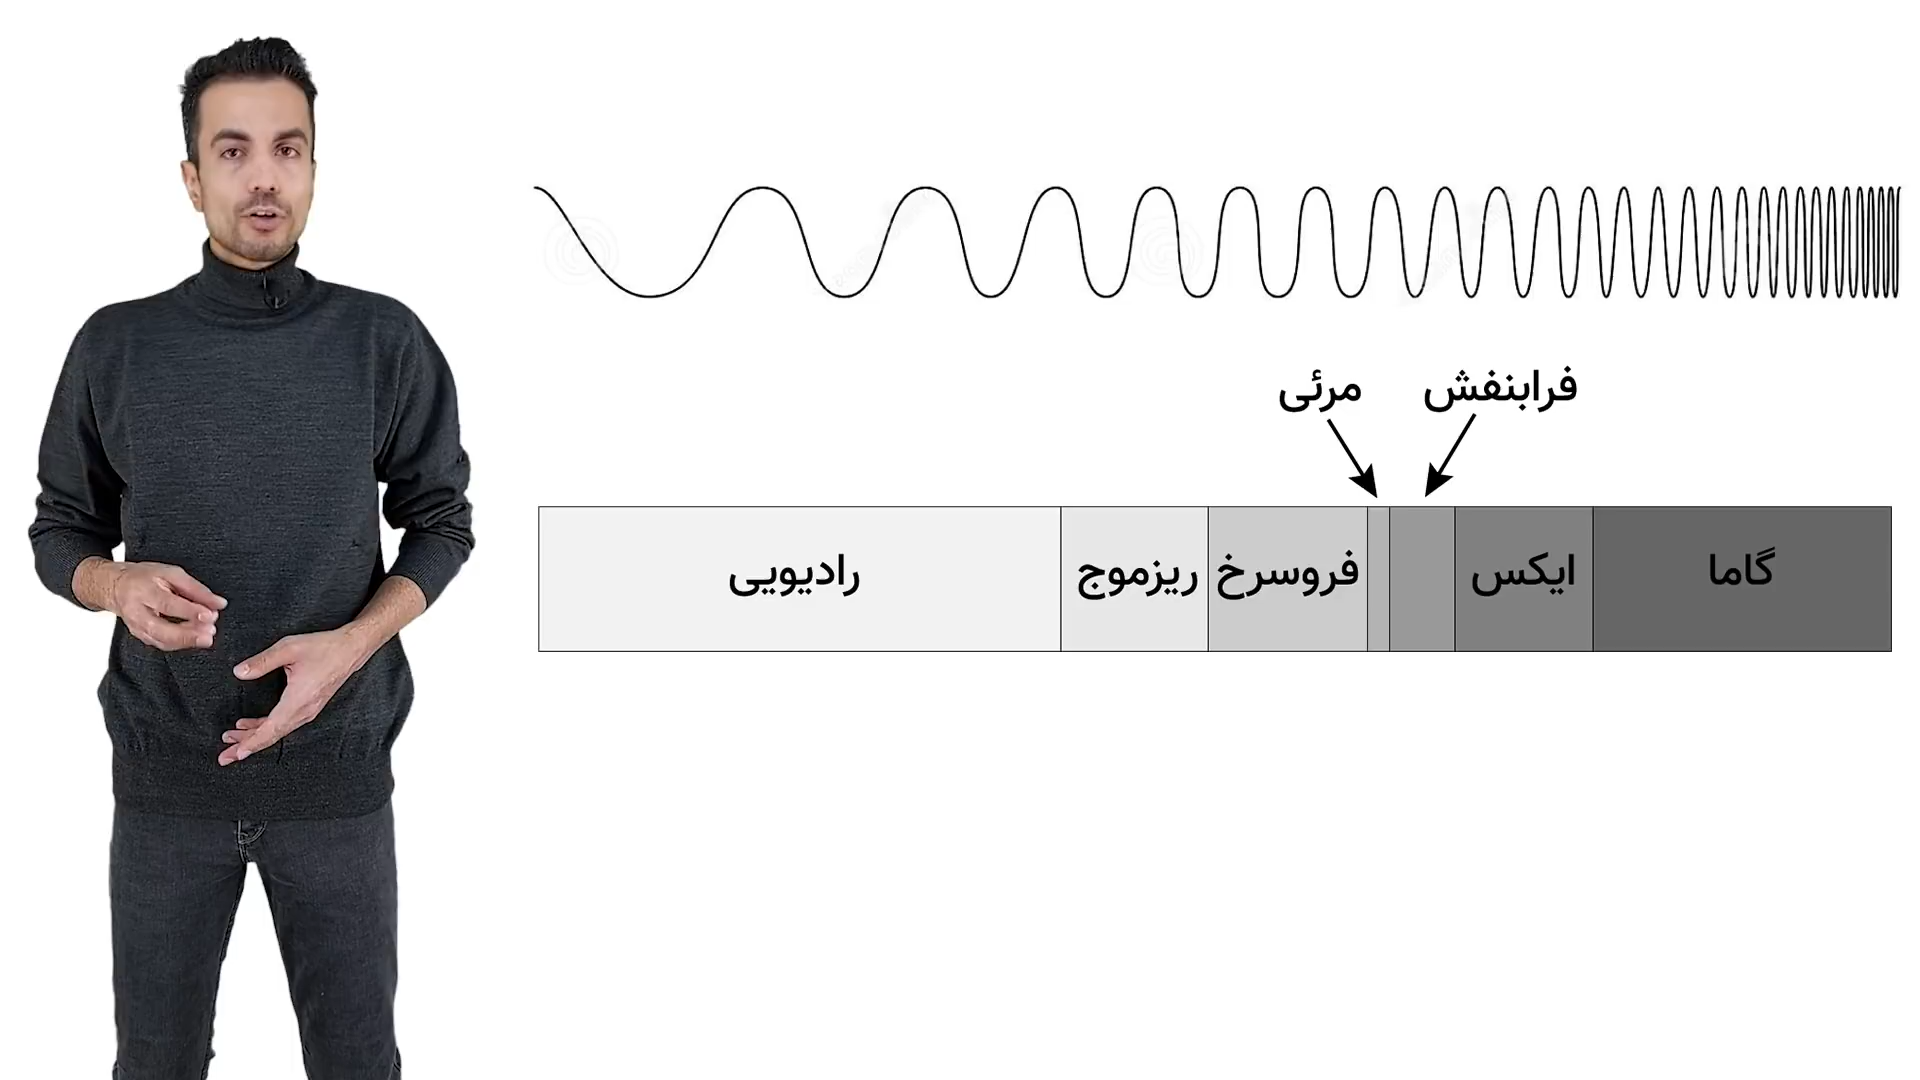 مرئی
فرابنفش
رادیویی
ریزموج
فروسرخ
ایکس
گاما